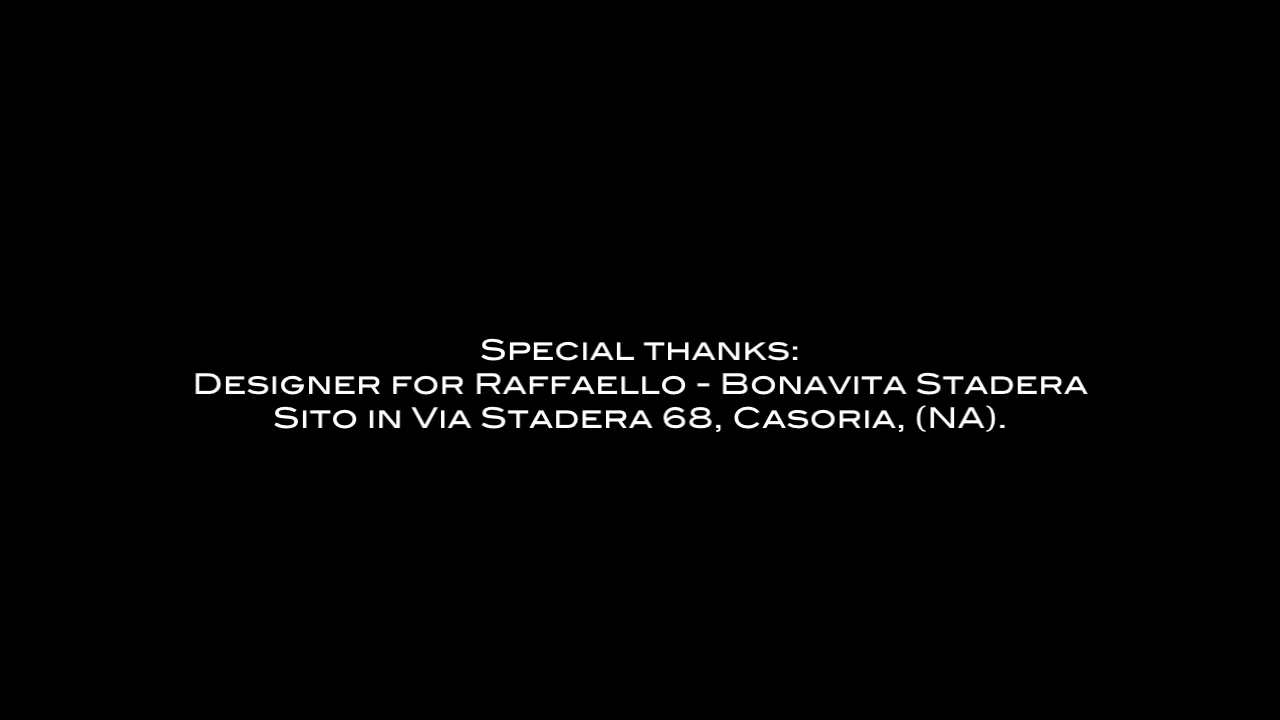 Special thanks:
Designer for Raffaello - Bonavita Stadera
Sito in Via Stadera 68, Casoria, (NA).